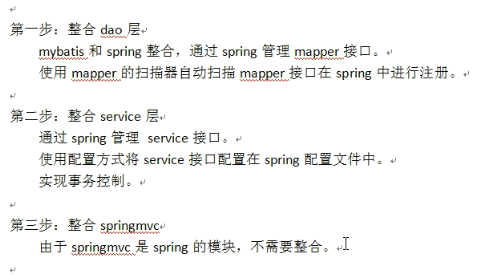 第一步：整合 dao 层
mybatis 和 spring 整合，通过 spring 管理 mapper 接口。
使用 mapper 的扫描器自动扫描 mapper 接口在 spring 中进行注册。
第二步：整合 service 层
通过 spring 管理 service 接口。
使用配置方式将 service 接口配置在 spring 配置文件中。
实现事务控制。
第三步：整合 springmvc
由于 springmvc 是 spring 的模块，不需要整合。